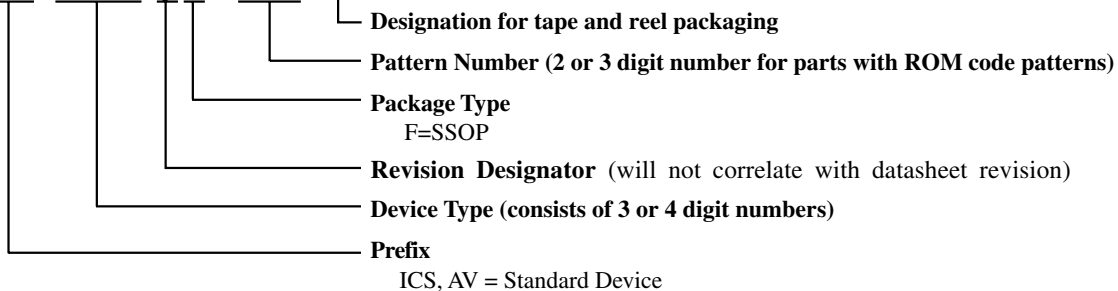 Designation for tape and reel packaging
Pattern Number (2 or 3 digit number for parts with ROM code patterns)
Package Type
F=SSOP
Revision Designator (will not correlate with datasheet revision)
Device Type (consists of 3 or 4 digit numbers)
Prefix
ICS, AV = Standard Device